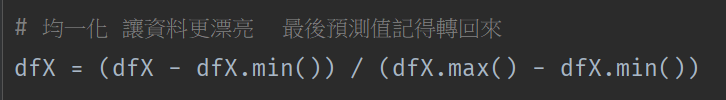 # 均一化 讓資料更漂亮  最後預測值記得轉回來
dfX = (dfX - dfX.min()) / (dfX.max() - dfX.min())